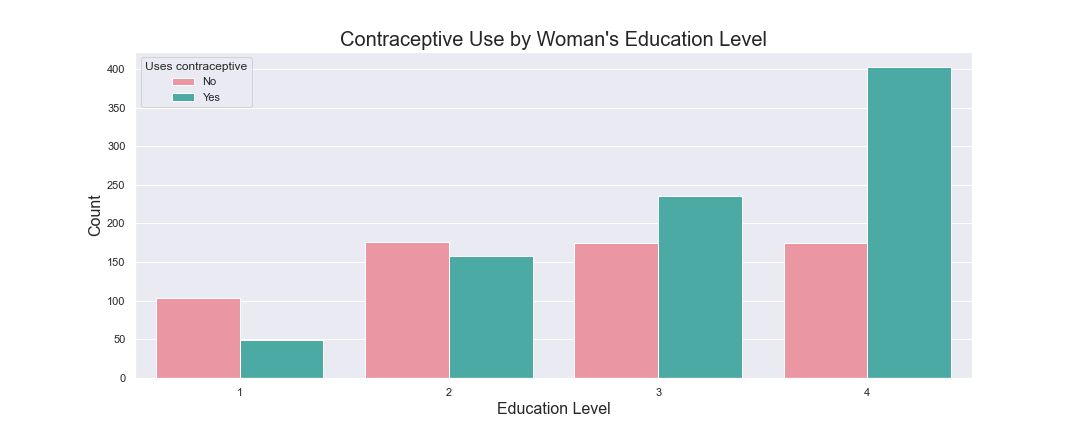 Contraceptive Use by Woman's Education Level
Uses contraceptive
No
Yes
400
350
300
250
200
150
100
50
0
Count
1 2 3 4
Education Level